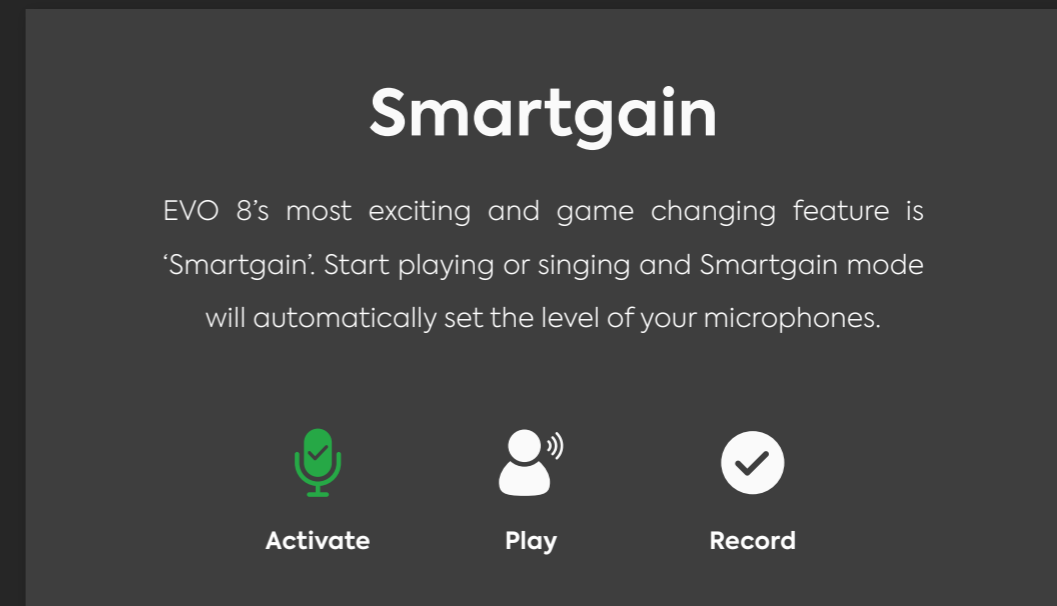 Smartgain
EVO 8’s most exciting and game changing feature is
‘Smartgain’. Start playing or singing and Smartgain mode
will automatically set the level of your microphones.
Activate
Play
Record